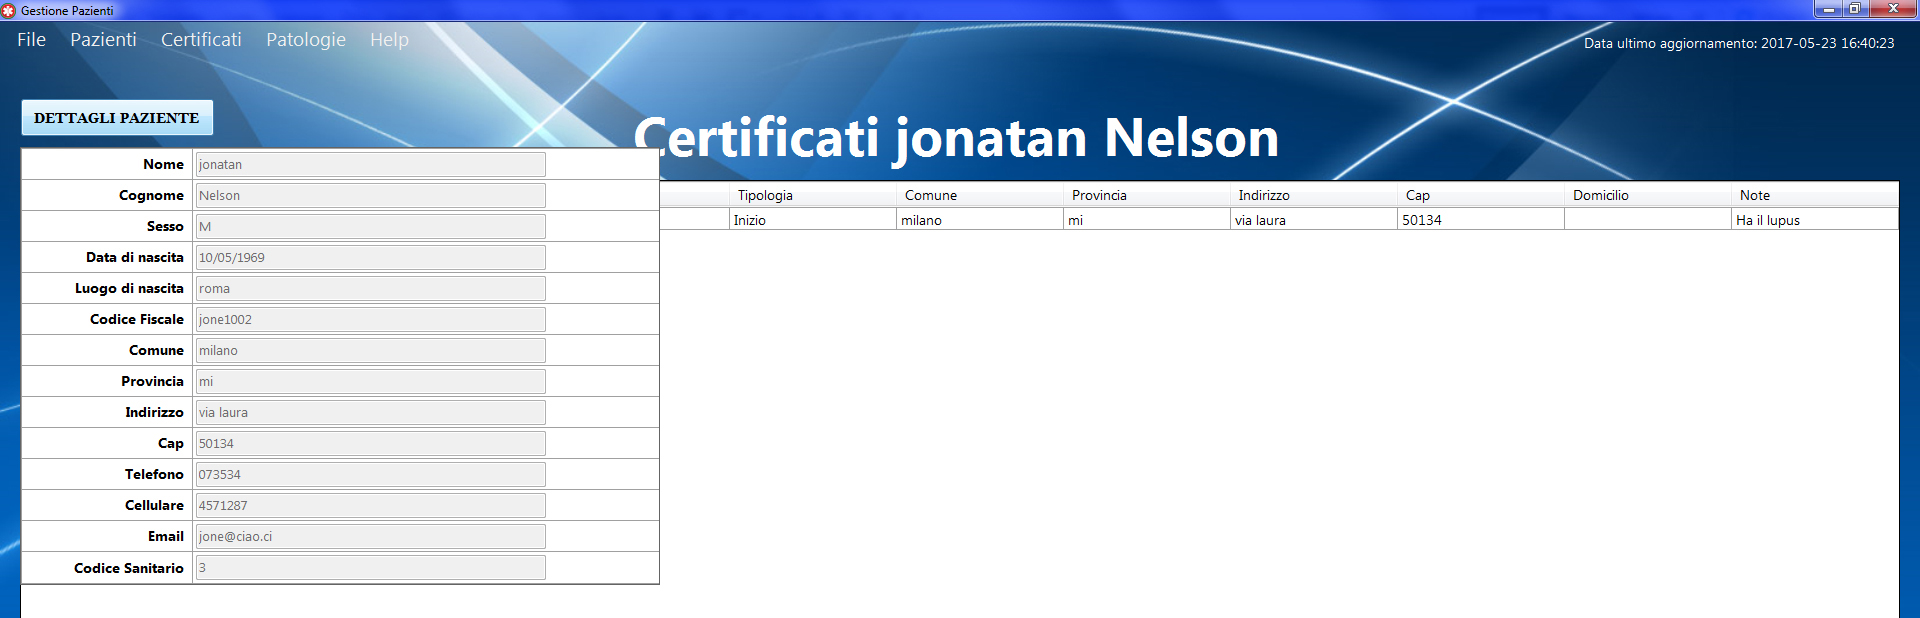 Gestione Pazienti
File Pazienti Certificati Patologie Help
Data ultimo aggiornamento: 2017-05-23 16:40:23
DETTAGLI PAZIENTE
Certificati jonatan Nelson
Nome jonatan
Cognome Nelson
Sesso M
Data di nascita 10/05/1969
Luogo di nascita roma
Codice Fiscale jone1002
Comune milano
Provincia mi
Indirizzo via laura
Cap 50134
Telefono 073534
Cellulare 4571287
Email jone@ciao.ci
Codice Sanitario 3
Tipologia Comune Provincia Indirizzo Cap Domicilio Note
Inizio milano mi via laura 50134 Ha il lupus